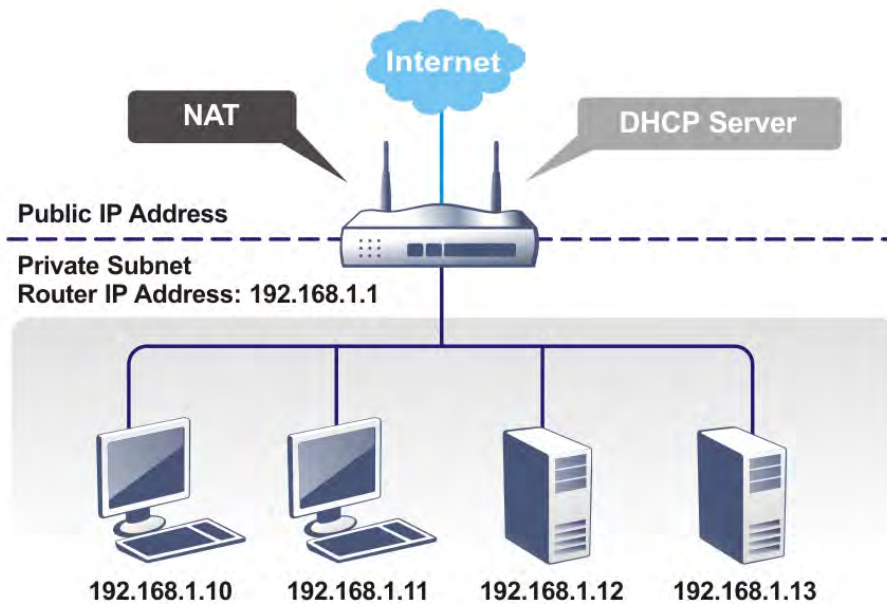 Internet
NAT
DHCP Server
Public IP Address
Private Subnet
Router IP Address: 192.168.1.1
192.168.1.10
192.168.1.11
192.168.1.12
192.168.1.13